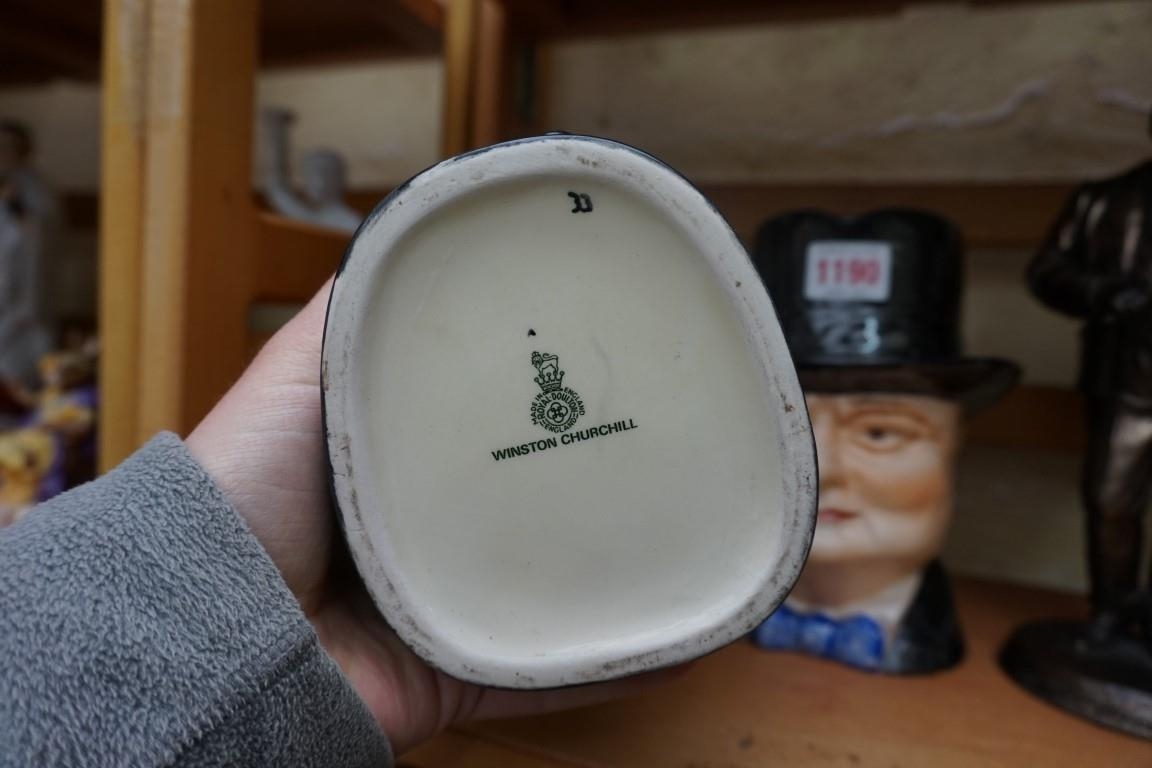 MADE IN ENGLAND
ROYAL DOULTON
ENGLAND
WINSTON CHURCHILL
1190